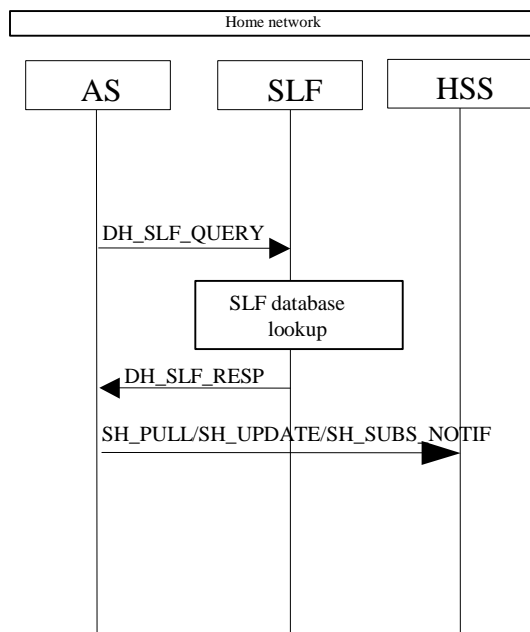 Home network
AS
SLF
HSS
DH_SLF_QUERY
SLF database
lookup
DH_SLF_RESP
SH_PULL/SH_UPDATE/SH_SUBS_NOTIF